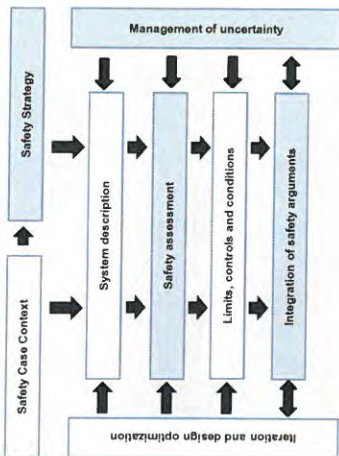 Safety Case Context
Safety Strategy
System description
Safety assessment
Limits, controls and conditions
Integration of safety arguments
Management of uncertainty
Iteration and design optimization